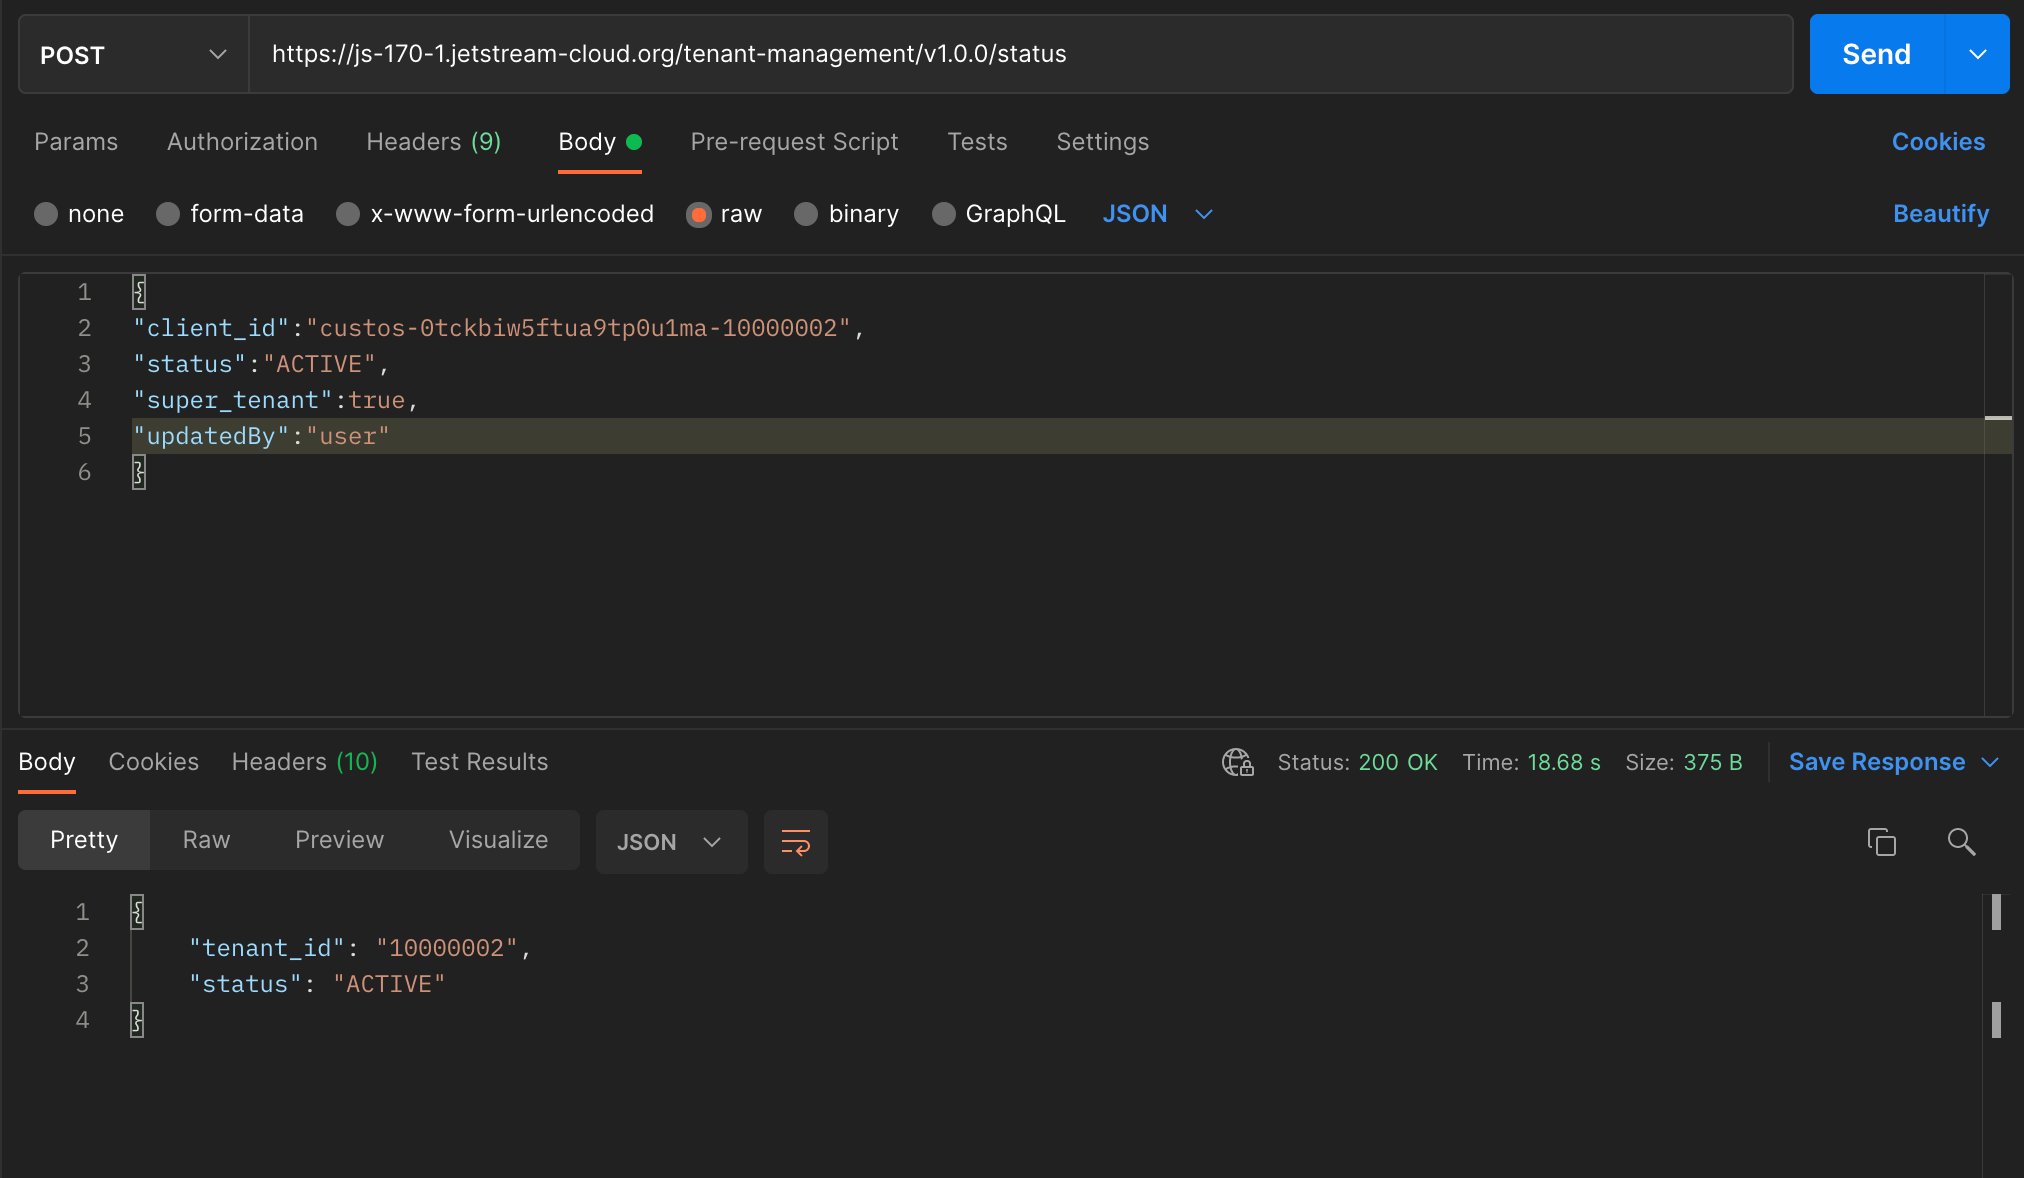 POST https://js-170-1.jetstream-cloud.org/tenant-management/v1.0.0/status Send
Params Authorization Headers (9) Body Pre-request Script Tests Settings Cookies
none form-data x-www-form-urlencoded raw binary GraphQL JSON Beautify
1 {
2 "client_id":"custos-0tckbiw5ftua9tp0u1ma-10000002",
3 "status":"ACTIVE",
4 "super_tenant":true,
5 "updatedBy":"user"
6 }
Body Cookies Headers (10) Test Results Status: 200 OK Time: 18.68 s Size: 375 B Save Response
Pretty Raw Preview Visualize JSON
1 {
2 "tenant_id": "10000002",
3 "status": "ACTIVE"
4 }